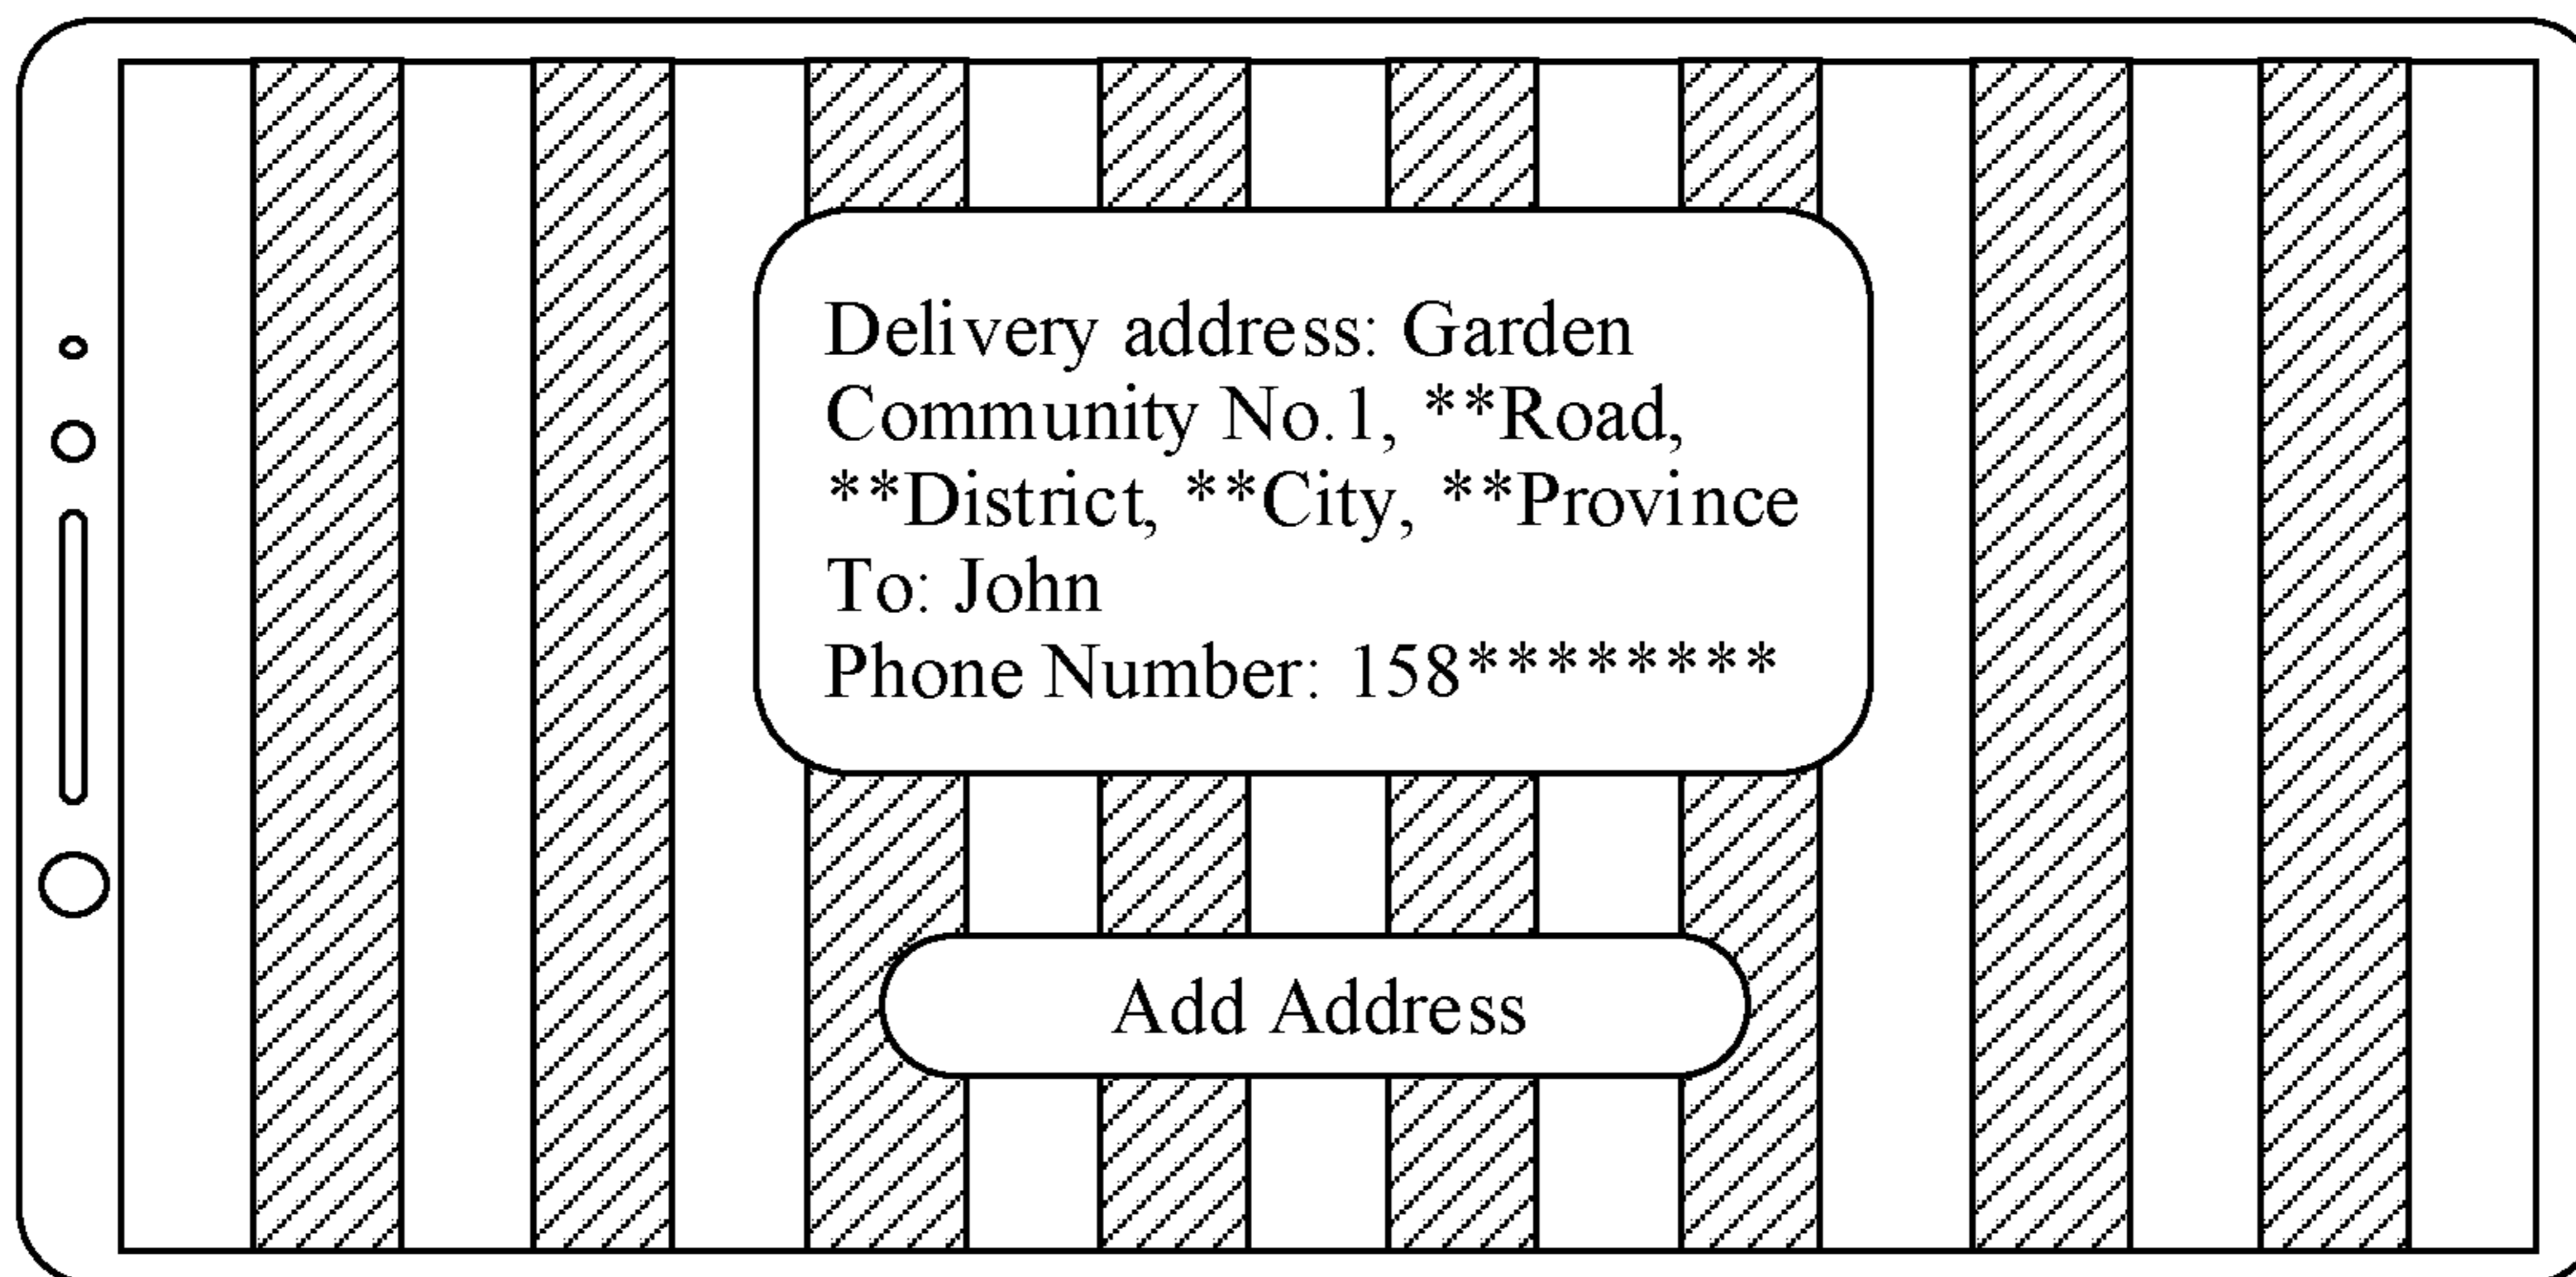 Delivery address: Garden
Community No.1, **Road,
**District, **City, **Province
To: John
Phone Number: 158********
Add Address